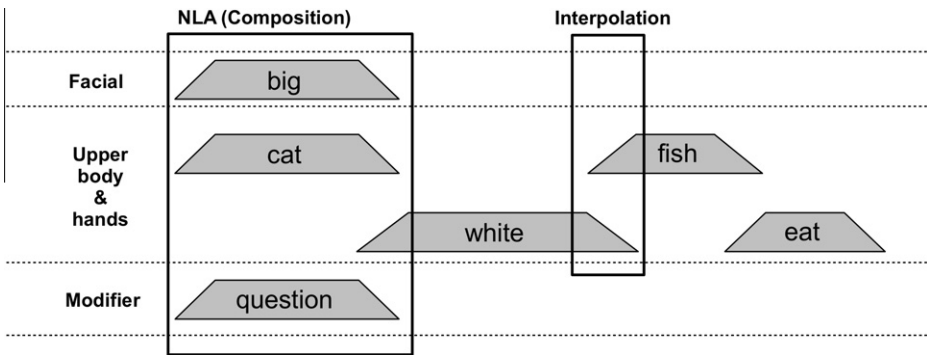 NLA (Composition)
Interpolation
Facial
big
Upper
body
&
hands
cat
fish
white
eat
Modifier
question